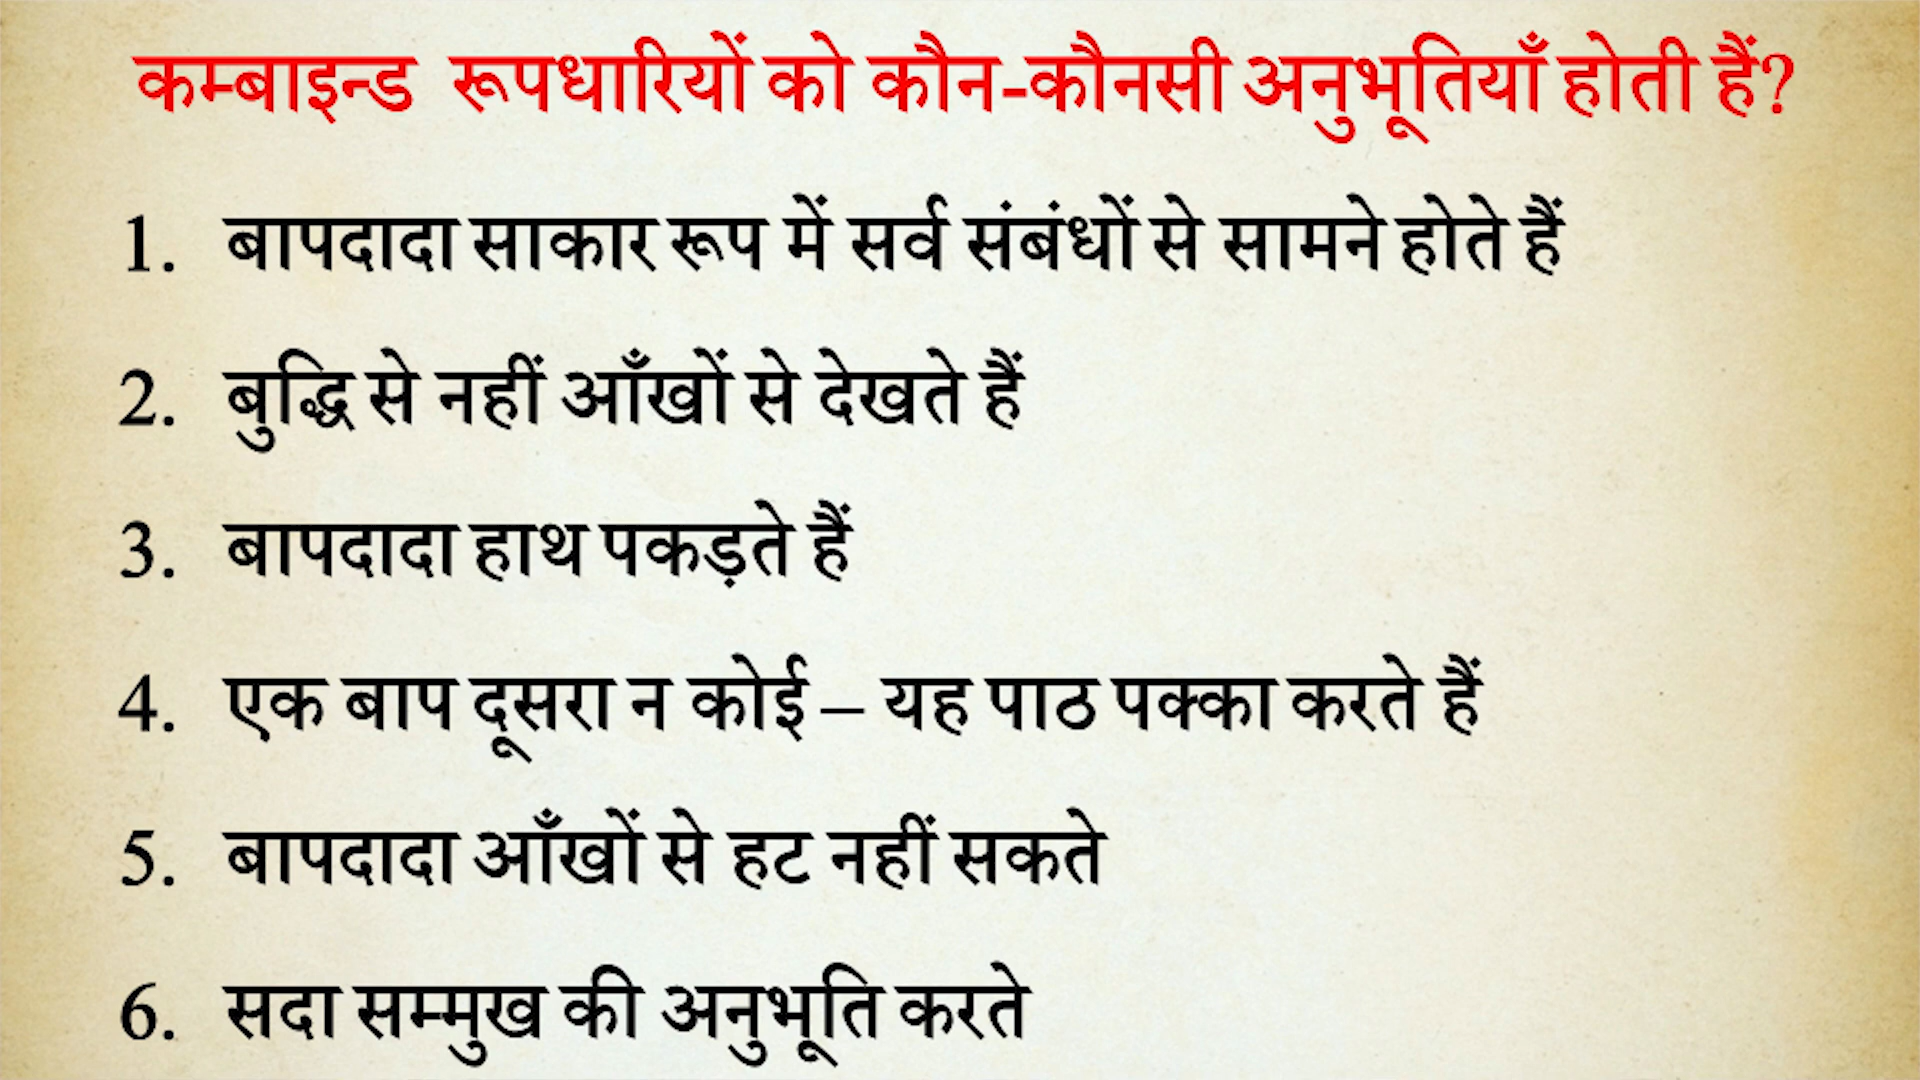 कम्बाइन्ड रूपधारियों को कौन-कौनसी अनुभूतियाँ होती हैं?
1. बापदादा साकार रूप में सर्व संबंधों से सामने होते हैं
2. बुद्धि से नहीं आँखों से देखते हैं
3. बापदादा हाथ पकड़ते हैं
4. एक बाप दूसरा न कोई – यह पाठ पक्का करते हैं
5. बापदादा आँखों से हट नहीं सकते
6. सदा सम्मुख की अनुभूति करते